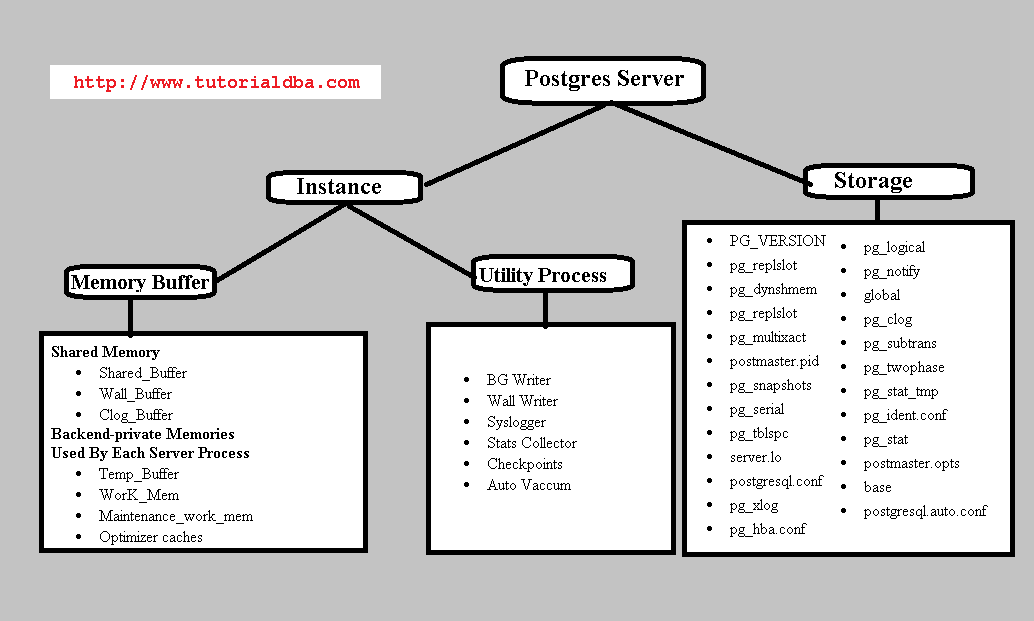 http://www.tutorialdba.com
Postgres Server
Instance
Storage
Memory Buffer
Utility Process
Shared Memory
Shared_Buffer
Wall_Buffer
Clog_Buffer
Backend-private Memories
Used By Each Server Process
Temp_Buffer
WorK_Mem
Maintenance_work_mem
Optimizer caches
BG Writer
Wall Writer
Syslogger
Stats Collector
Checkpoints
Auto Vaccum
PG_VERSION
pg_replslot
pg_dynshmem
pg_replslot
pg_multixact
postmaster.pid
pg_snapshots
pg_serial
pg_tblspc
server.lo
postgresql.conf
pg_xlog
pg_hba.conf
pg_logical
pg_notify
global
pg_clog
pg_subtrans
pg_twophase
pg_stat_tmp
pg_ident.conf
pg_stat
postmaster.opts
base
postgresql.auto.conf